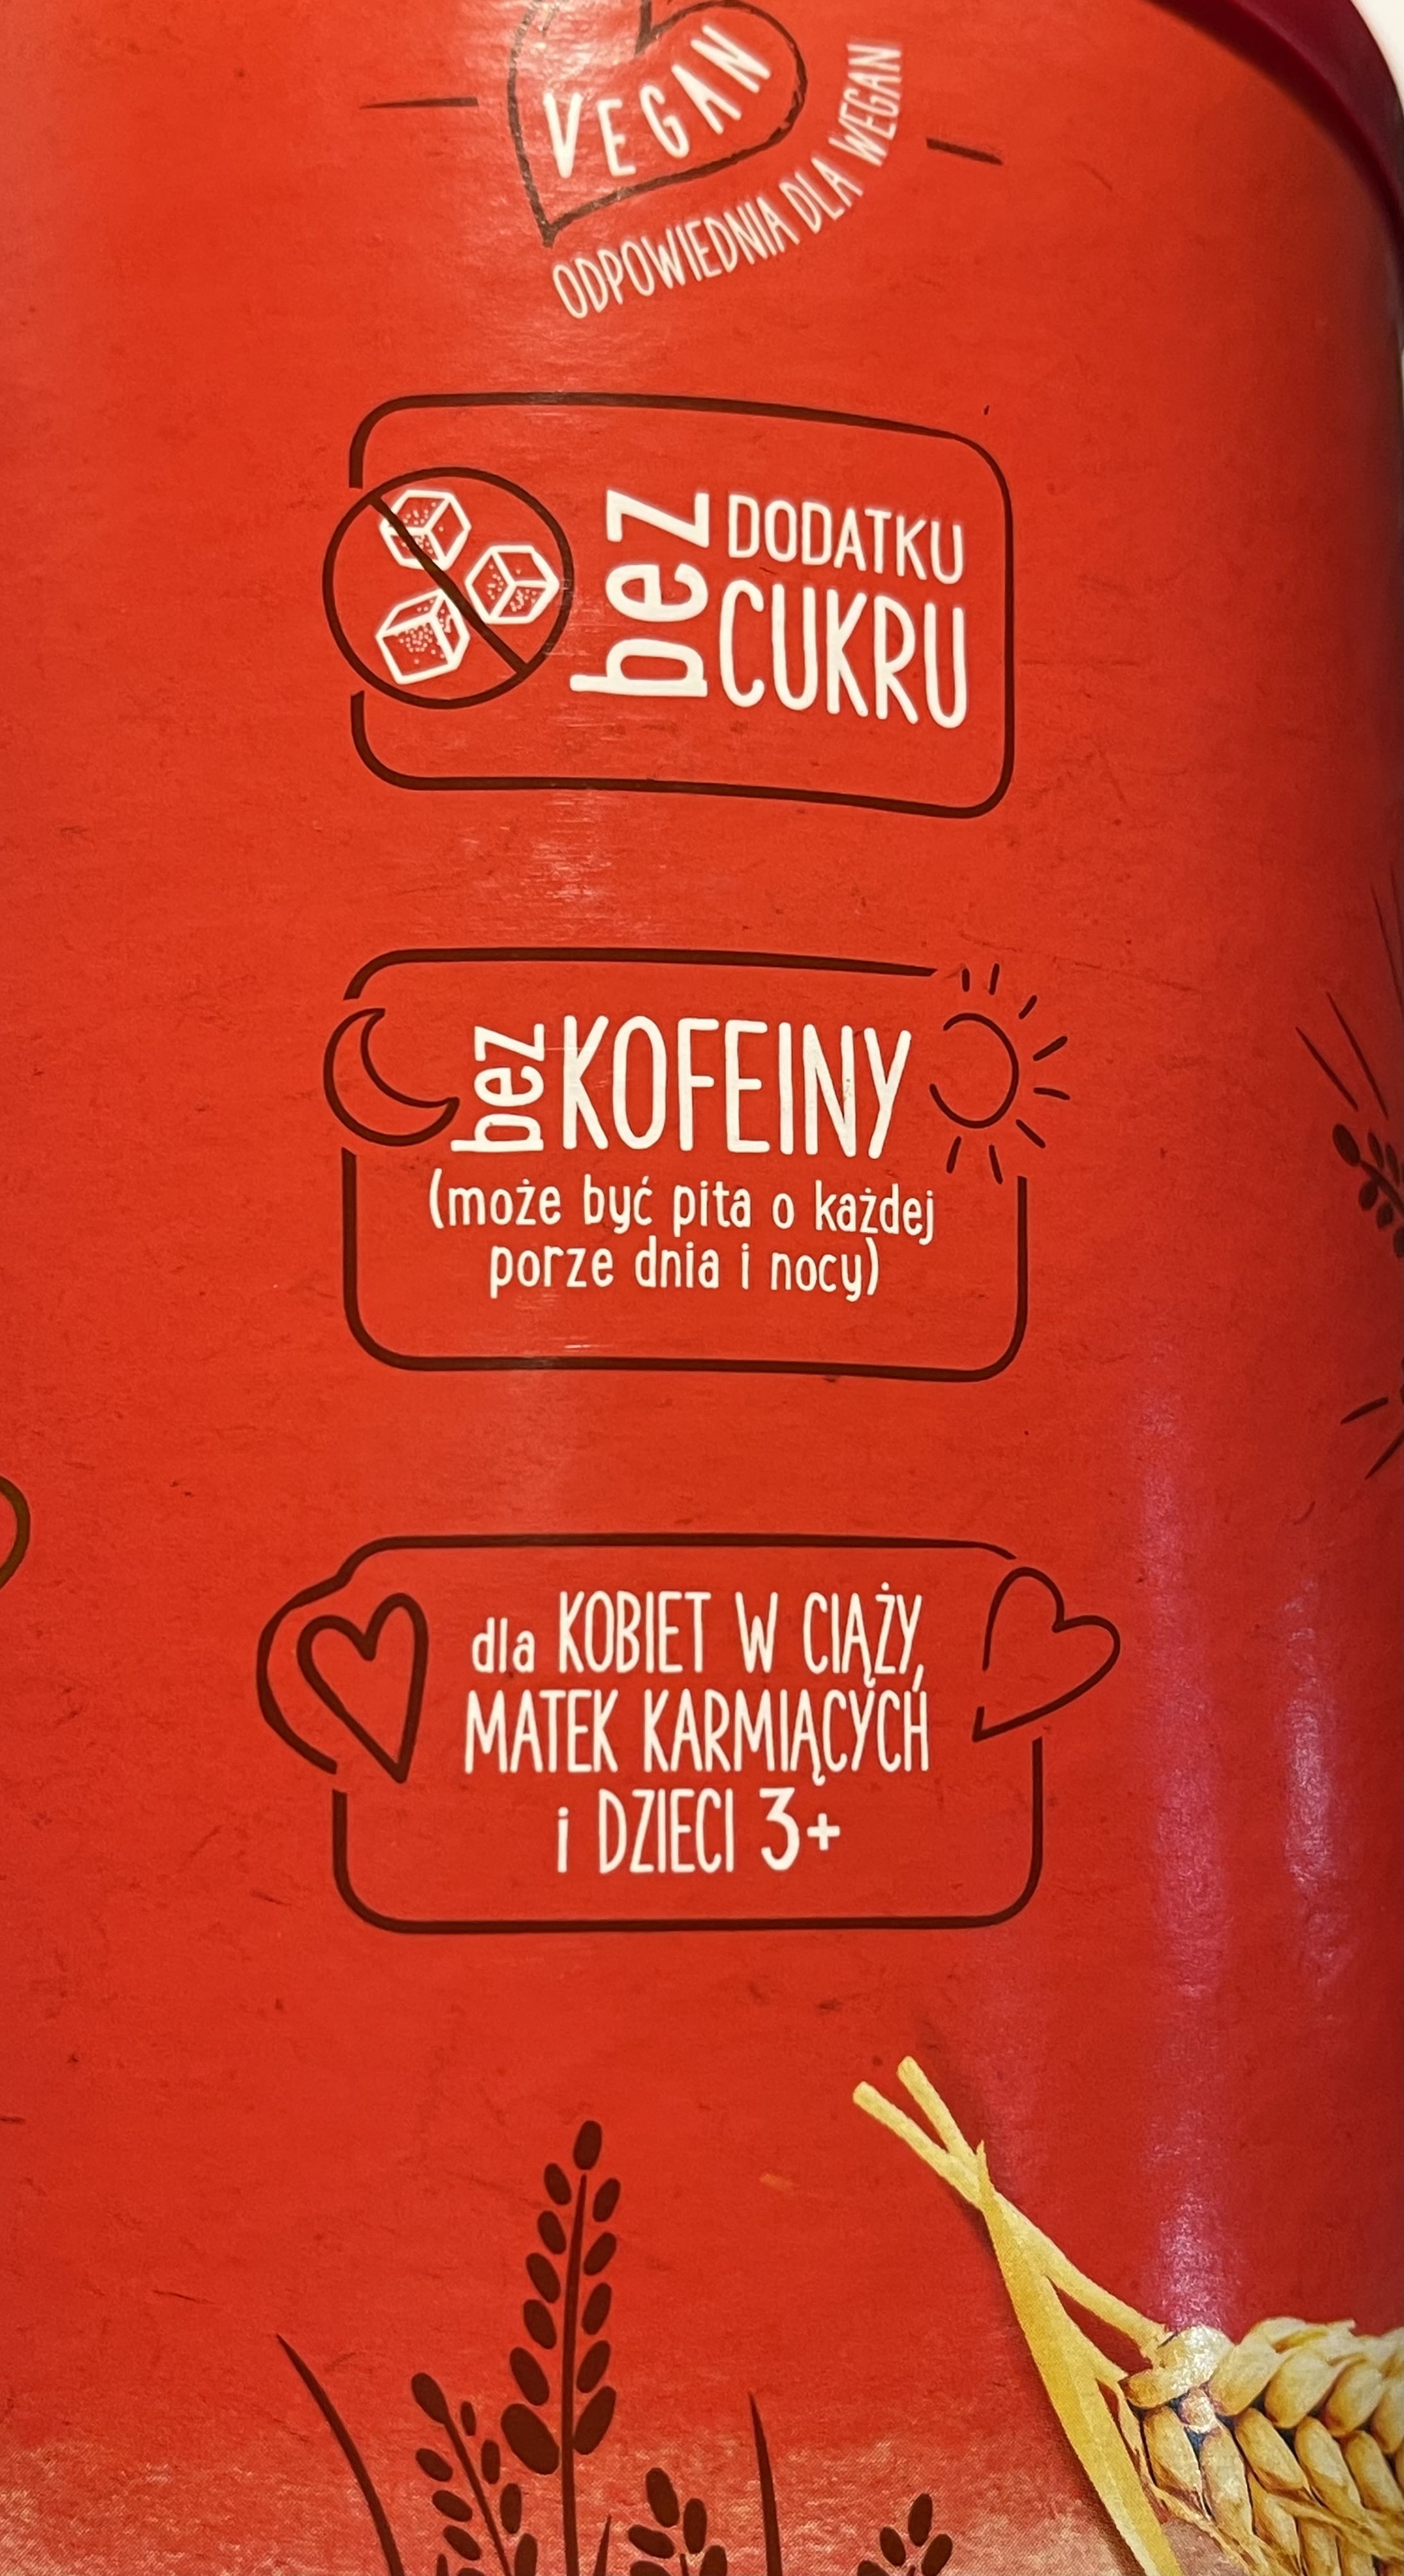 VEGAN
ODPOWIEDNIA DLA WEGAN
bez DODATKU
CUKRU
bez KOFEINY
(może być pita o każdej
porze dnia i nocy)
dla KOBIET W CIĄŻY,
MATEK KARMIĄCYCH
i DZIECI 3+